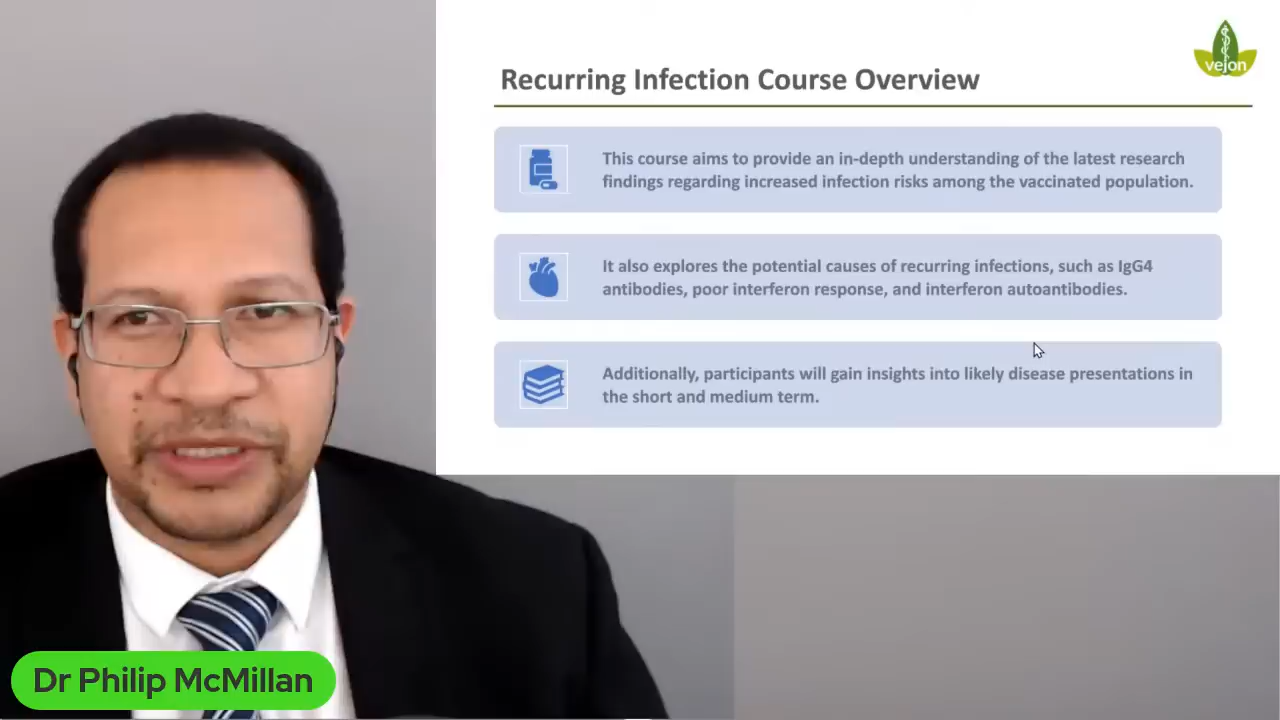 vejon
Recurring Infection Course Overview
This course aims to provide an in-depth understanding of the latest research
findings regarding increased infection risks among the vaccinated population.
It also explores the potential causes of recurring infections, such as IgG4
antibodies, poor interferon response, and interferon autoantibodies.
Additionally, participants will gain insights into likely disease presentations in
the short and medium term.
Dr Philip McMillan